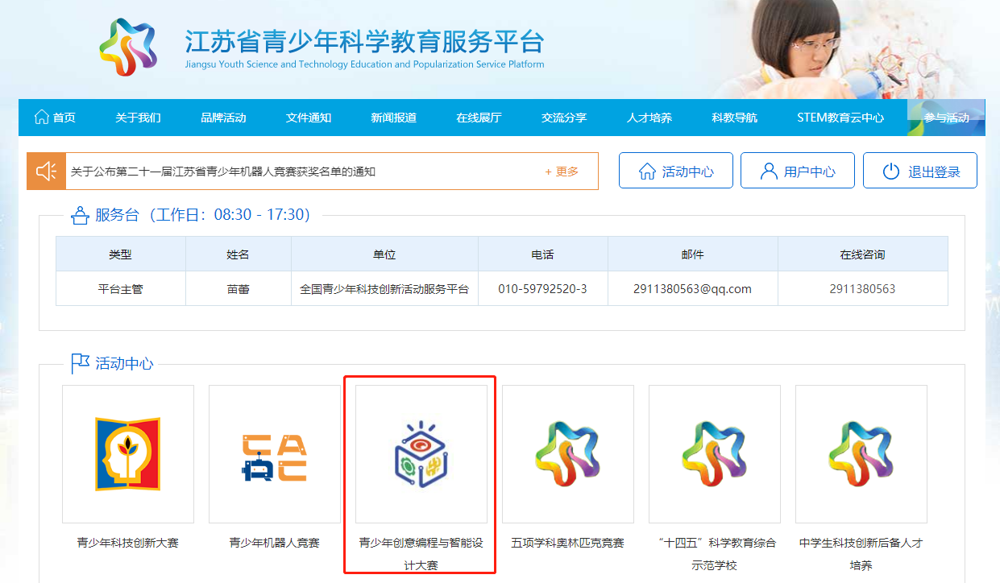 江苏省青少年科学教育服务平台
Jiangsu Youth Science and Technology Education and Popularization Service Platform
首页 关于我们 品牌活动 文件通知 新闻报道 在线展厅 交流分享 人才培养 科教导航 STEM教育云中心 参与活动
关于公布第二十一届江苏省青少年机器人竞赛获奖名单的通知 + 更多 活动中心 用户中心 退出登录
服务台（工作日：08:30 - 17:30）
类型 姓名 单位 电话 邮件 在线咨询
平台主管 苗蕾 全国青少年科技创新活动服务平台 010-59792520-3 2911380563@qq.com 2911380563
活动中心
青少年科技创新大赛 青少年机器人竞赛 青少年创意编程与智能设 五项学科奥林匹克竞赛 “十四五”科学教育综合 中学生科技创新后备人才
计大赛 示范学校 培养